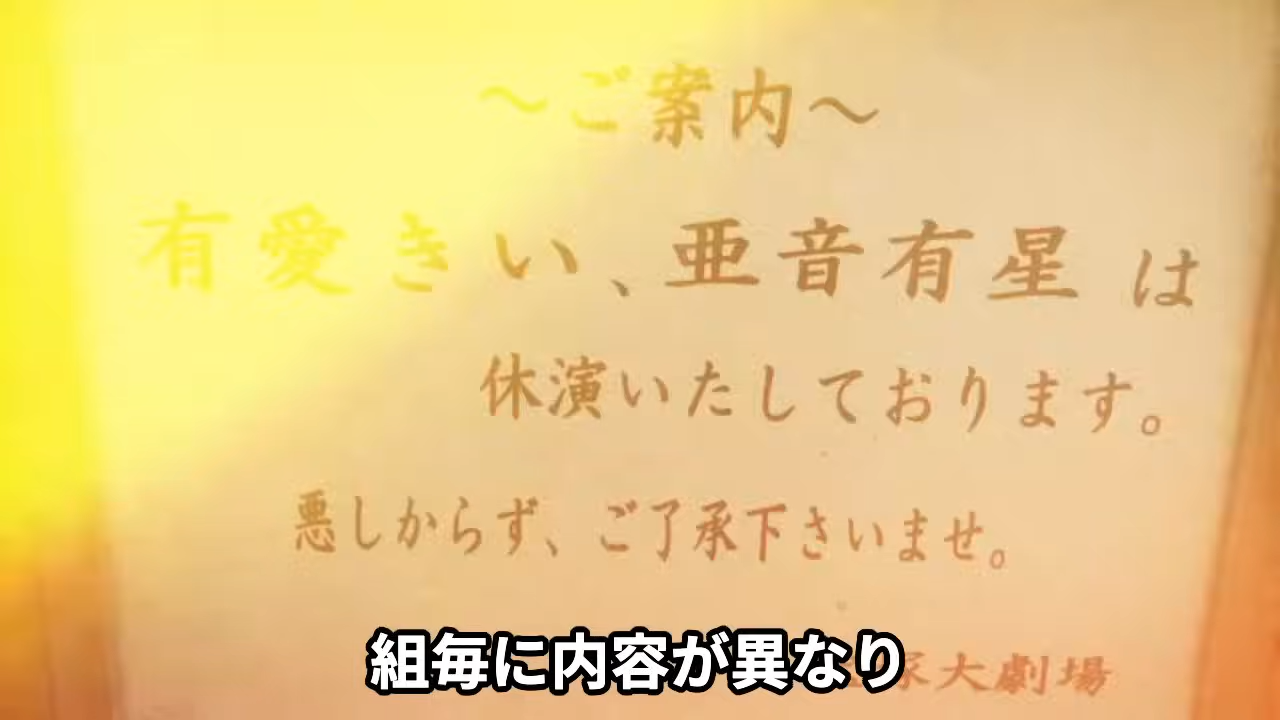 ～ご案内～
有愛きい、亜音有星 は
休演いたしております。
悪しからず、ご了承下さいませ。
塚大劇場
組毎に内容が異なり